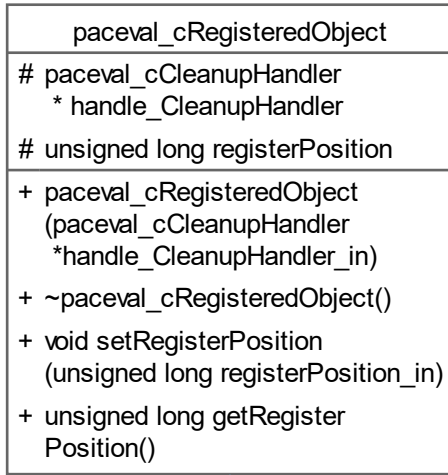 paceval_cRegisteredObject
# paceval_cCleanupHandler
* handle_CleanupHandler
# unsigned long registerPosition
+ paceval_cRegisteredObject
(paceval_cCleanupHandler
*handle_CleanupHandler_in)
+ ~paceval_cRegisteredObject()
+ void setRegisterPosition
(unsigned long registerPosition_in)
+ unsigned long getRegister
Position()